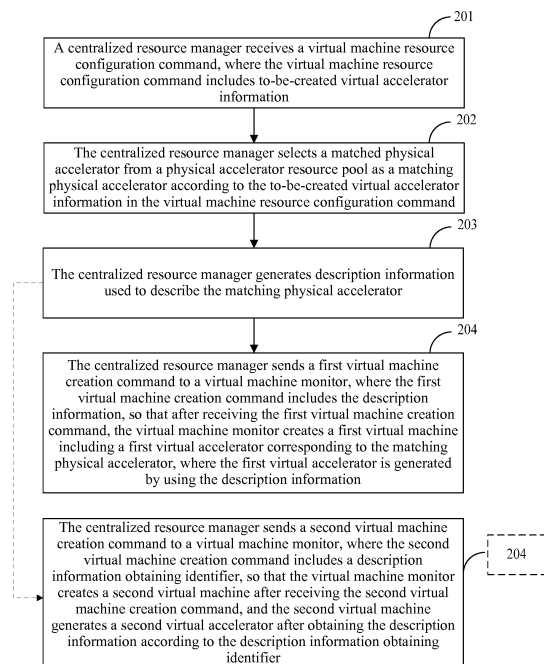 201
A centralized resource manager receives a virtual machine resource
configuration command, where the virtual machine resource
configuration command includes to-be-created virtual accelerator
information
202
The centralized resource manager selects a matched physical
accelerator from a physical accelerator resource pool as a matching
physical accelerator according to the to-be-created virtual accelerator
information in the virtual machine resource configuration command
203
The centralized resource manager generates description information
used to describe the matching physical accelerator
204
The centralized resource manager sends a first virtual machine
creation command to a virtual machine monitor, where the first
virtual machine creation command includes the description
information, so that after receiving the first virtual machine creation
command, the virtual machine monitor creates a first virtual machine
including a first virtual accelerator corresponding to the matching
physical accelerator, where the first virtual accelerator is generated
by using the description information
The centralized resource manager sends a second virtual machine
creation command to a virtual machine monitor, where the second
virtual machine creation command includes a description
information obtaining identifier, so that the virtual machine monitor
creates a second virtual machine after receiving the second virtual
machine creation command, and the second virtual machine
generates a second virtual accelerator after obtaining the description
information according to the description information obtaining
identifier
204